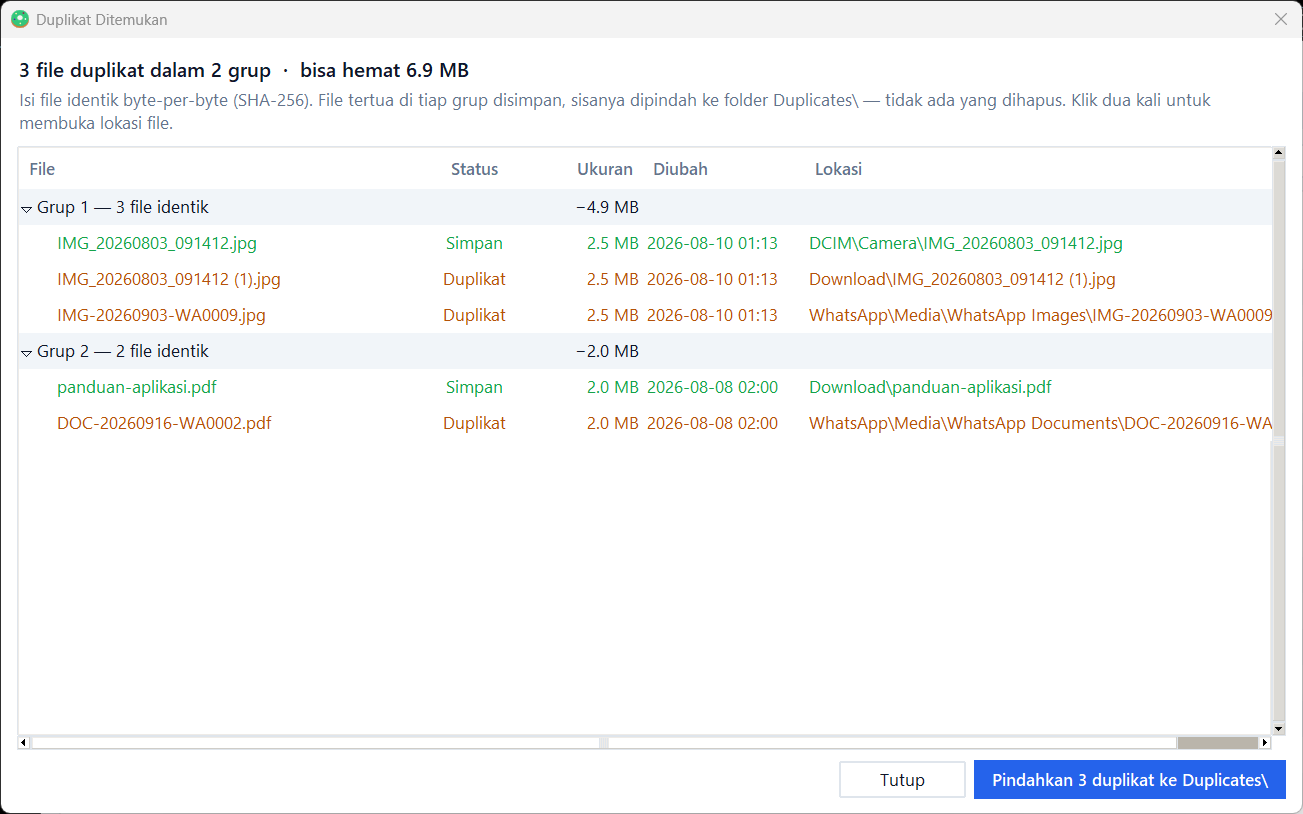 Duplikat Ditemukan
3 file duplikat dalam 2 grup · bisa hemat 6.9 MB
Isi file identik byte-per-byte (SHA-256). File tertua di tiap grup disimpan, sisanya dipindah ke folder Duplicates\ — tidak ada yang dihapus. Klik dua kali untuk
membuka lokasi file.
File Status Ukuran Diubah Lokasi
Grup 1 — 3 file identik −4.9 MB
IMG_20260803_091412.jpg Simpan 2.5 MB 2026-08-10 01:13 DCIM\Camera\IMG_20260803_091412.jpg
IMG_20260803_091412 (1).jpg Duplikat 2.5 MB 2026-08-10 01:13 Download\IMG_20260803_091412 (1).jpg
IMG-20260903-WA0009.jpg Duplikat 2.5 MB 2026-08-10 01:13 WhatsApp\Media\WhatsApp Images\IMG-20260903-WA0009
Grup 2 — 2 file identik −2.0 MB
panduan-aplikasi.pdf Simpan 2.0 MB 2026-08-08 02:00 Download\panduan-aplikasi.pdf
DOC-20260916-WA0002.pdf Duplikat 2.0 MB 2026-08-08 02:00 WhatsApp\Media\WhatsApp Documents\DOC-20260916-WA
Tutup Pindahkan 3 duplikat ke Duplicates\